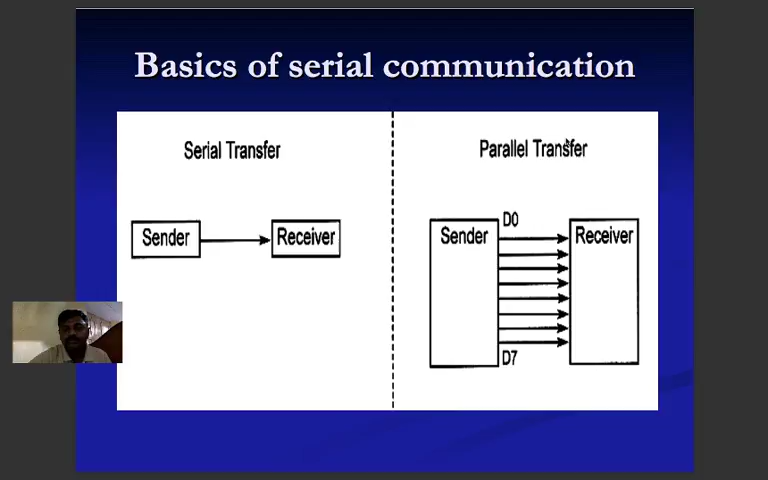 Basics of serial communication
Serial Transfer
Sender
Receiver
Parallel Transfer
D0
Sender
Receiver
D7